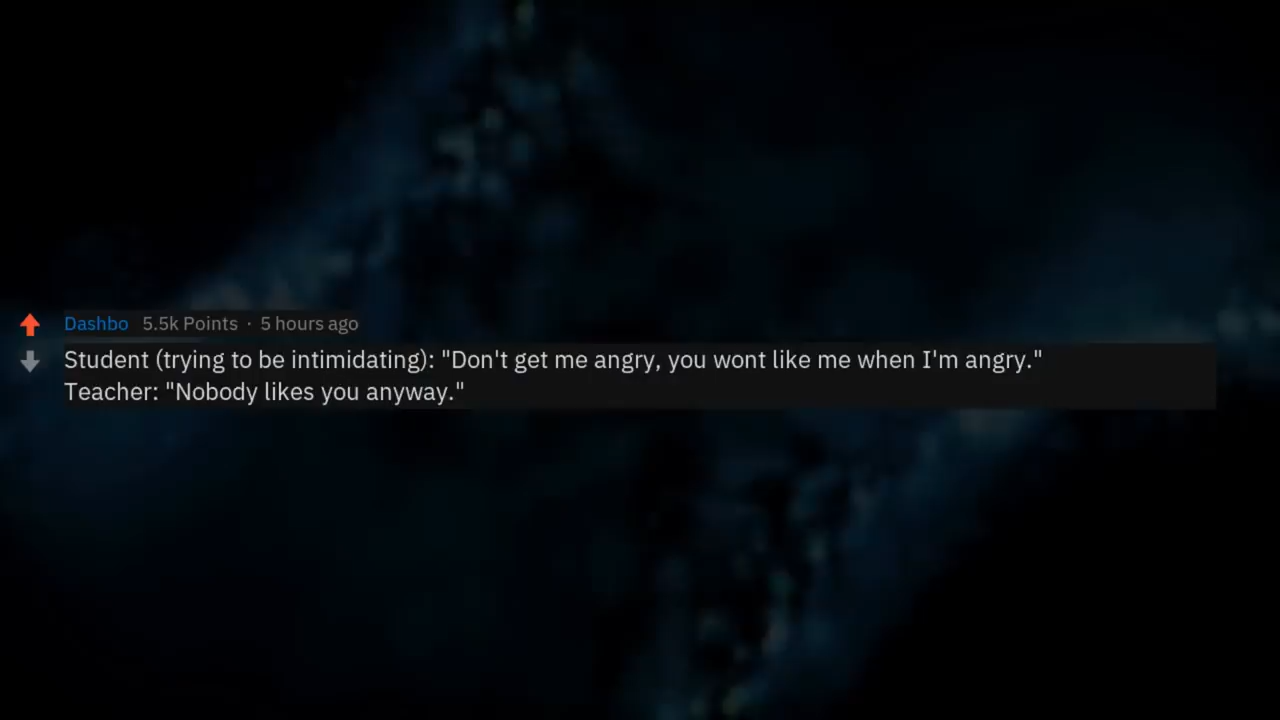 Dashbo 5.5k Points · 5 hours ago
Student (trying to be intimidating): "Don't get me angry, you wont like me when I'm angry."
Teacher: "Nobody likes you anyway."